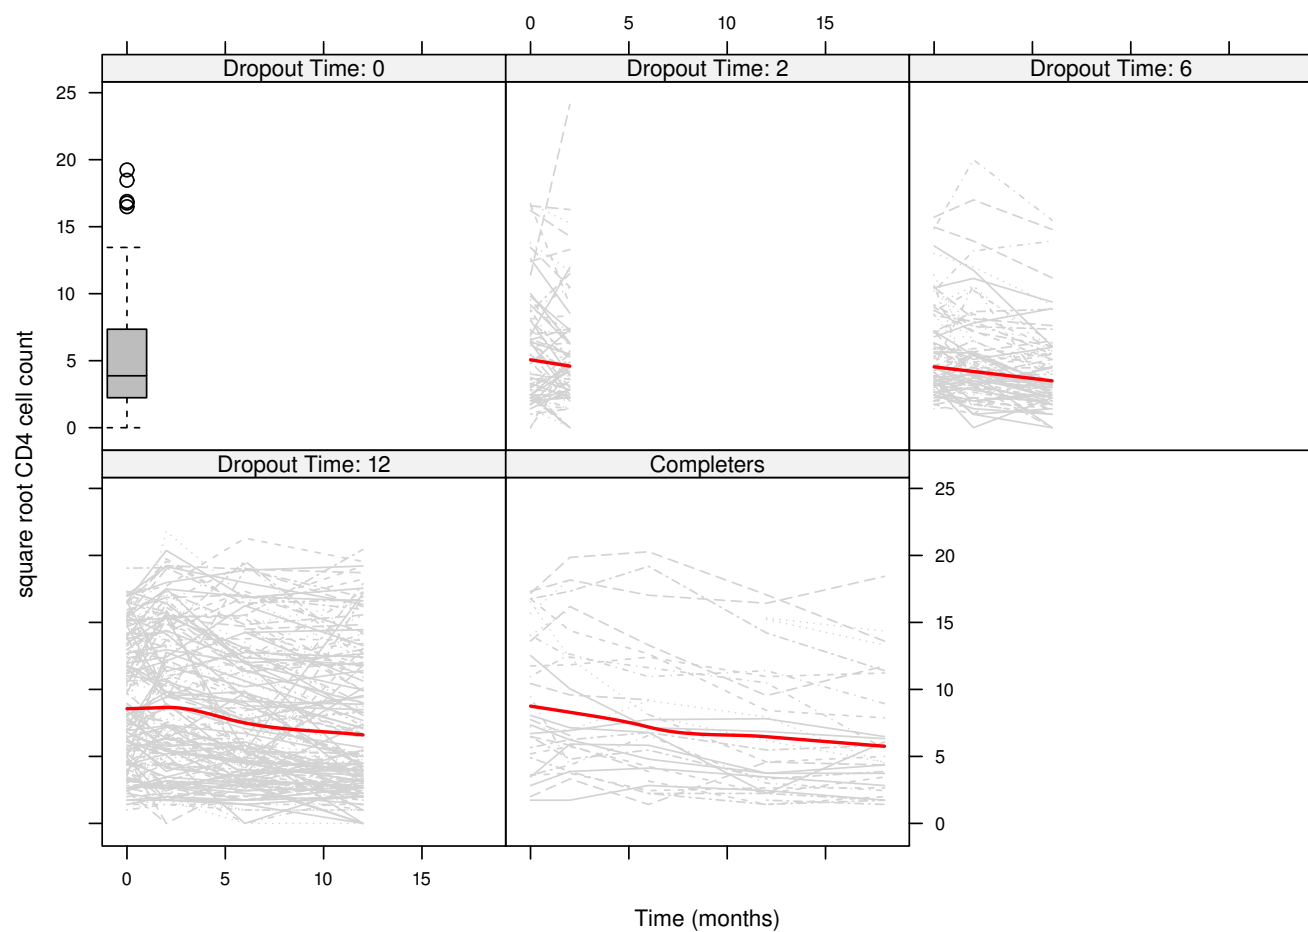 0 5 15
Dropout Time: 0
Dropout Time: 2
Dropout Time: 6
25
20
15
10
5
0
square root CD4 cell count
Dropout Time: 12
Completers
25
20
15
10
5
0
0 5 10 15
Time (months)